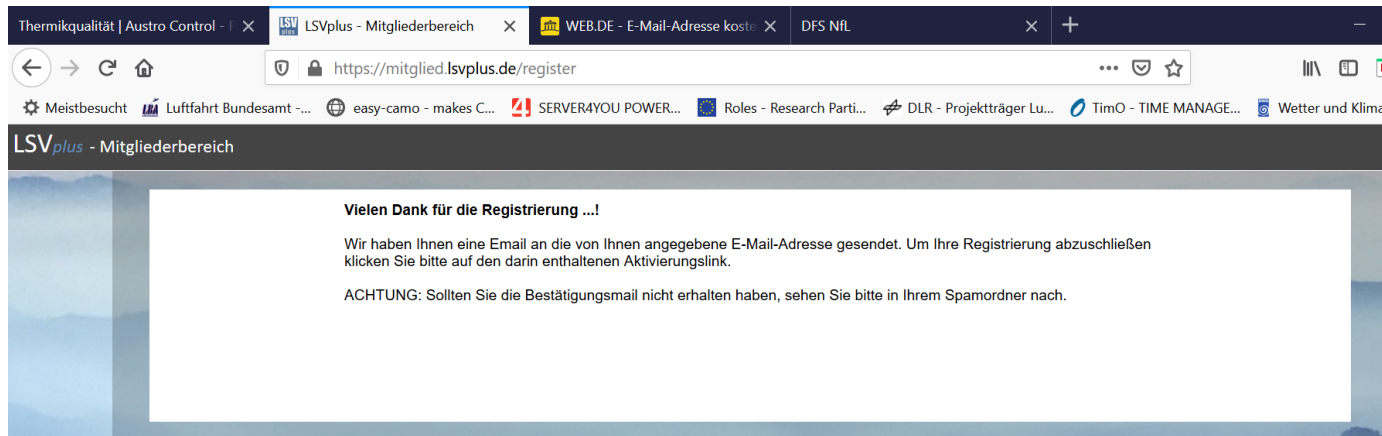 Thermikqualität | Austro Control - F
LSVplus - Mitgliederbereich
WEB.DE - E-Mail-Adresse koste
DFS NfL
https://mitglied.lsvplus.de/register
Meistbesucht
Luftfahrt Bundesamt -...
easy-camo - makes C...
SERVER4YOU POWER...
Roles - Research Parti...
DLR - Projektträger Lu...
TimO - TIME MANAGE...
Wetter und Klima
LSVplus - Mitgliederbereich
Vielen Dank für die Registrierung ...!
Wir haben Ihnen eine Email an die von Ihnen angegebene E-Mail-Adresse gesendet. Um Ihre Registrierung abzuschließen
klicken Sie bitte auf den darin enthaltenen Aktivierungslink.
ACHTUNG: Sollten Sie die Bestätigungsmail nicht erhalten haben, sehen Sie bitte in Ihrem Spamordner nach.